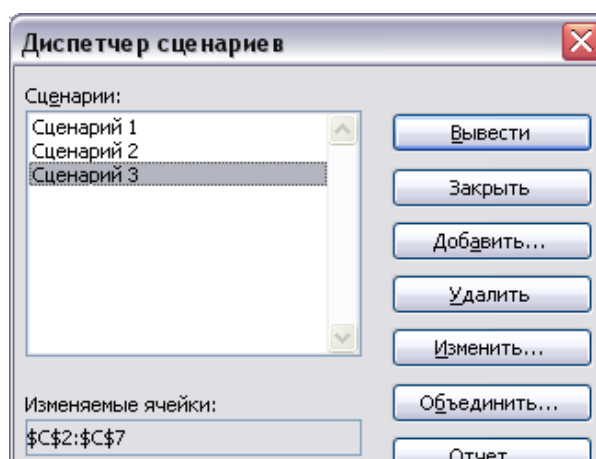 Диспетчер сценариев
Сценарии:
Сценарий 1
Сценарий 2
Сценарий 3
Вывести
Закрыть
Добавить...
Удалить
Изменить...
Объединить...
Отчет...
Изменяемые ячейки:
$C$2:$C$7